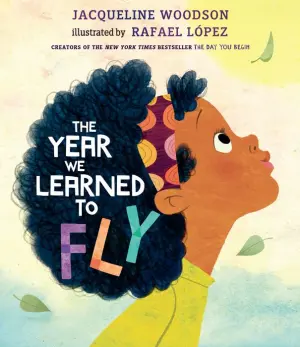 JACQUELINE WOODSON
illustrated by RAFAEL LÓPEZ
CREATORS OF THE NEW YORK TIMES BESTSELLER THE DAY YOU BEGIN
THE
YEAR
WE
LEARNED
TO
FLY